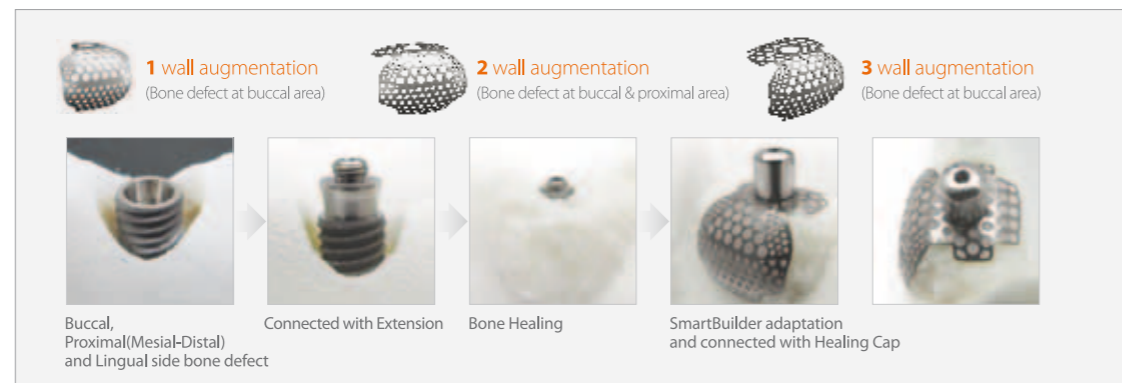 1 wall augmentation
(Bone defect at buccal area)
2 wall augmentation
(Bone defect at buccal & proximal area)
3 wall augmentation
(Bone defect at buccal area)
Buccal,
Proximal(Mesial-Distal)
and Lingual side bone defect
Connected with Extension
Bone Healing
SmartBuilder adaptation
and connected with Healing Cap